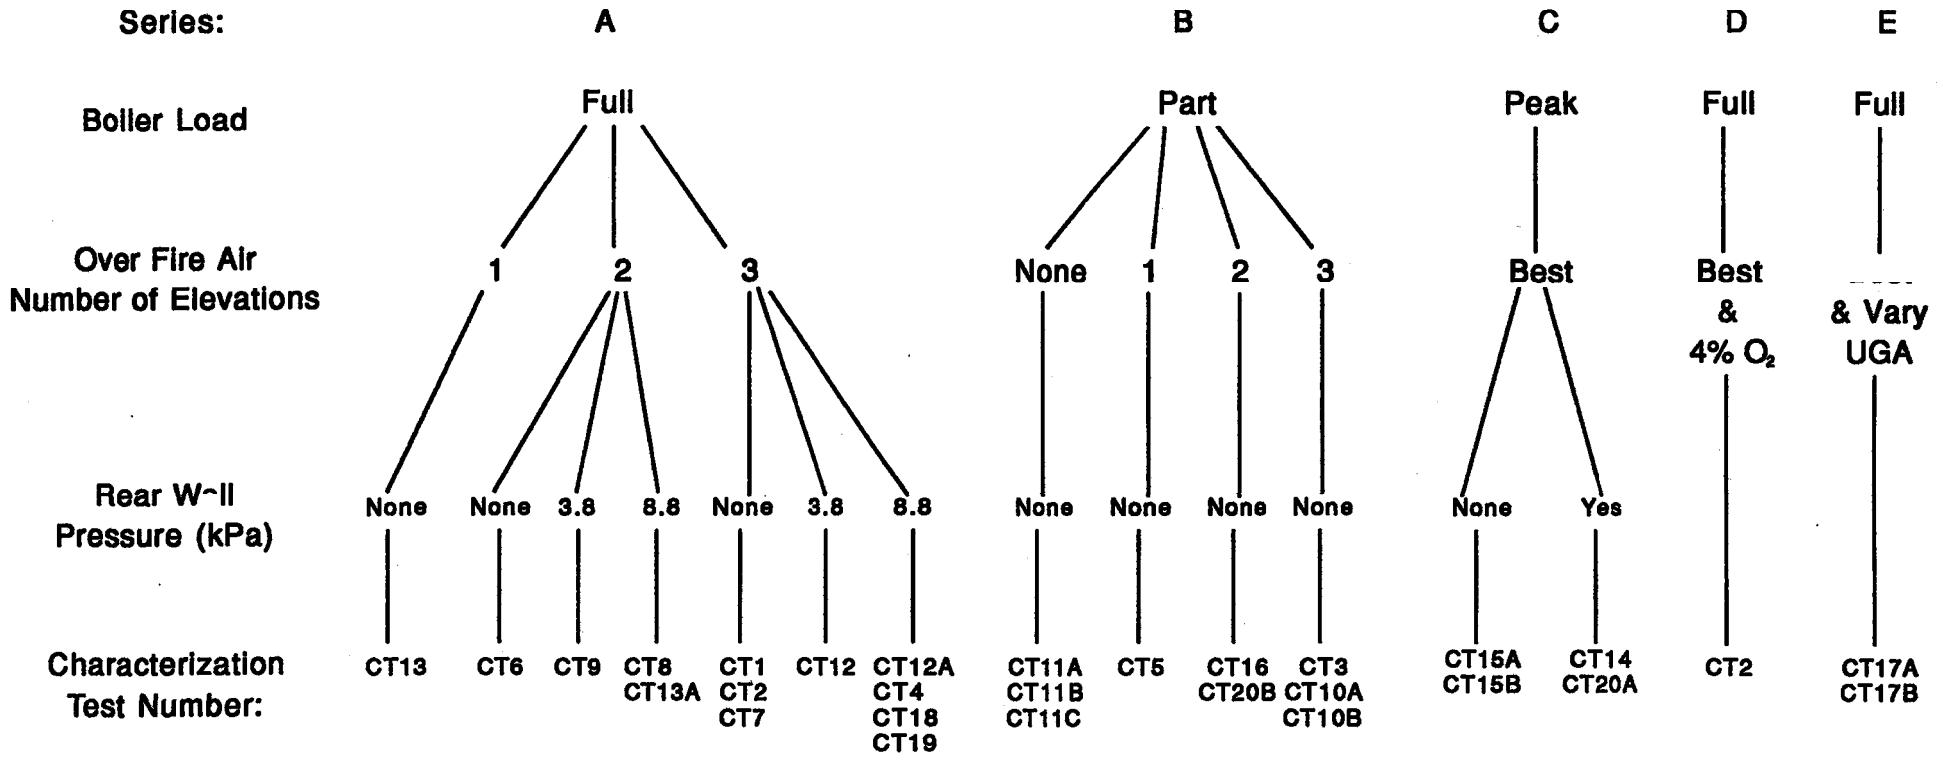 Series: A B C D E
Boiler Load Full Part Peak Full Full
Over Fire Air
Number of Elevations
1 2 3 None 1 2 3 Best Best
& & Vary
4% O₂ UGA
Rear W~ll
Pressure (kPa)
None None 3.8 8.8 None 3.8 8.8 None None None None None Yes
Characterization
Test Number:
CT13 CT6 CT9 CT8 CT1 CT12 CT12A CT11A CT5 CT16 CT3 CT15A CT14 CT2 CT17A
CT13A CT2 CT4 CT11B CT20B CT10A CT15B CT20A CT17B
CT7 CT18 CT11C CT10B
CT19